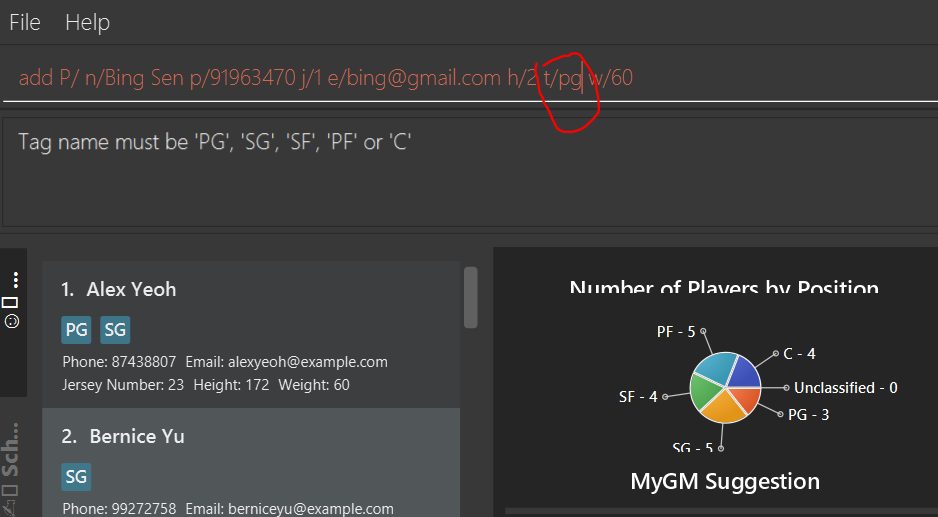 File Help
add P/ n/Bing Sen p/91963470 j/1 e/bing@gmail.com h/2 t/pg w/60
Tag name must be 'PG', 'SG', 'SF', 'PF' or 'C'
1. Alex Yeoh
PG SG
Phone: 87438807 Email: alexyeoh@example.com
Jersey Number: 23 Height: 172 Weight: 60
2. Bernice Yu
SG
Phone: 99272758 Email: berniceyu@example.com
Sch...
Number of Players by Position
PF - 5
C - 4
Unclassified - 0
SF - 4
PG - 3
SG - 5
MyGM Suggestion